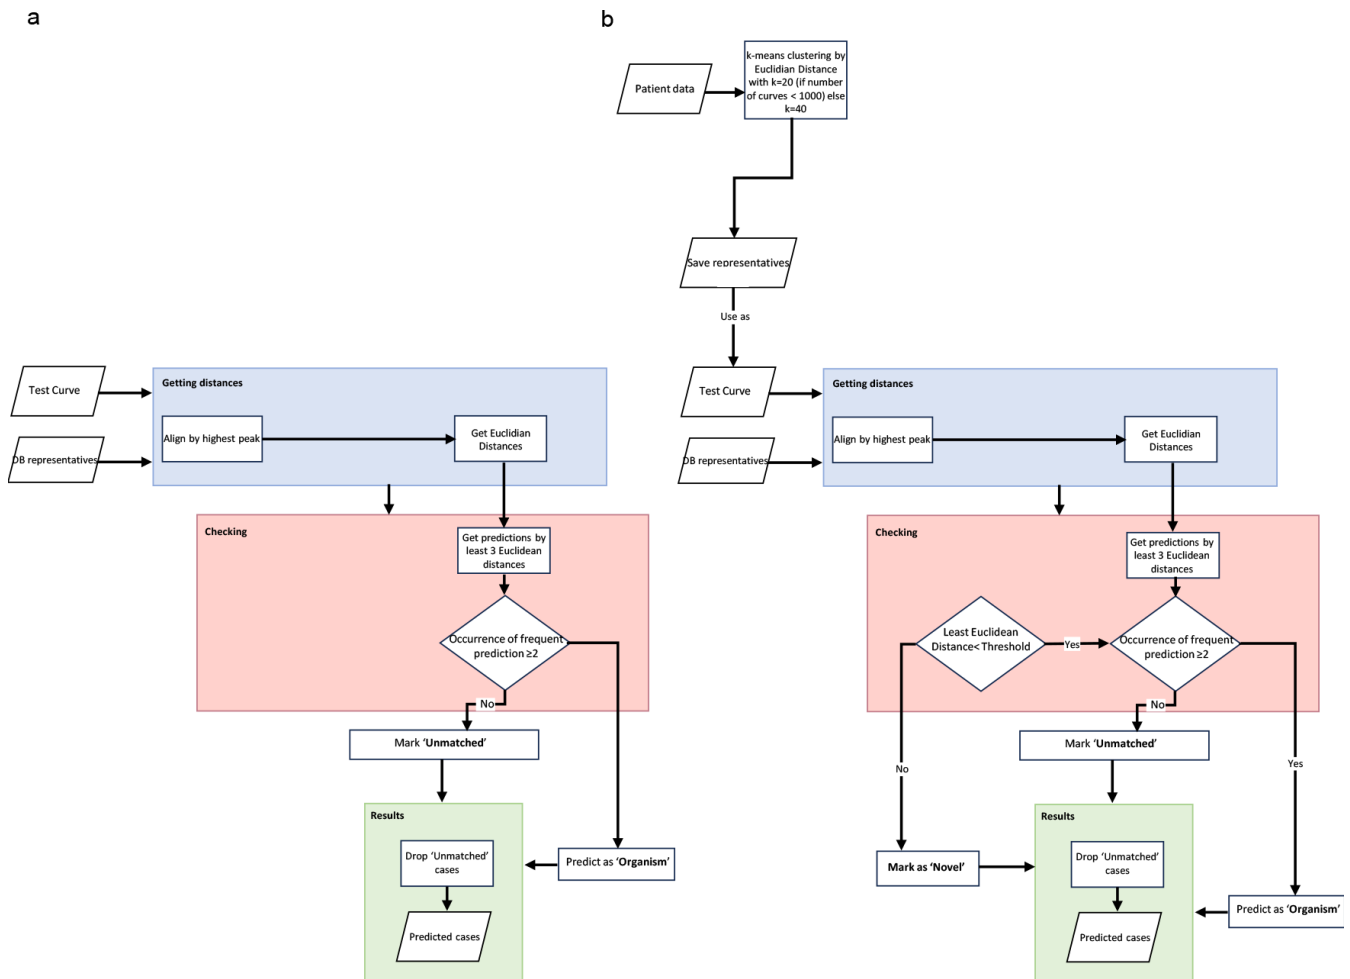 a
Test Curve
DB representatives
Getting distances
Align by highest peak
Get Euclidian
Distances
Checking
Get predictions by
least 3 Euclidean
distances
Occurrence of frequent
prediction ≥2
No
Mark ‘Unmatched’
Results
Drop ‘Unmatched’
cases
Predicted cases
Predict as ‘Organism’
b
Patient data
k-means clustering by
Euclidian Distance
with k=20 (if number
of curves < 1000) else
k=40
Save representatives
Use as
Test Curve
DB representatives
Getting distances
Align by highest peak
Get Euclidian
Distances
Checking
Get predictions by
least 3 Euclidean
distances
Least Euclidean
Distance< Threshold
Yes
Occurrence of frequent
prediction ≥2
No
Mark ‘Unmatched’
No
Yes
Mark as ‘Novel’
Results
Drop ‘Unmatched’
cases
Predicted cases
Predict as ‘Organism’